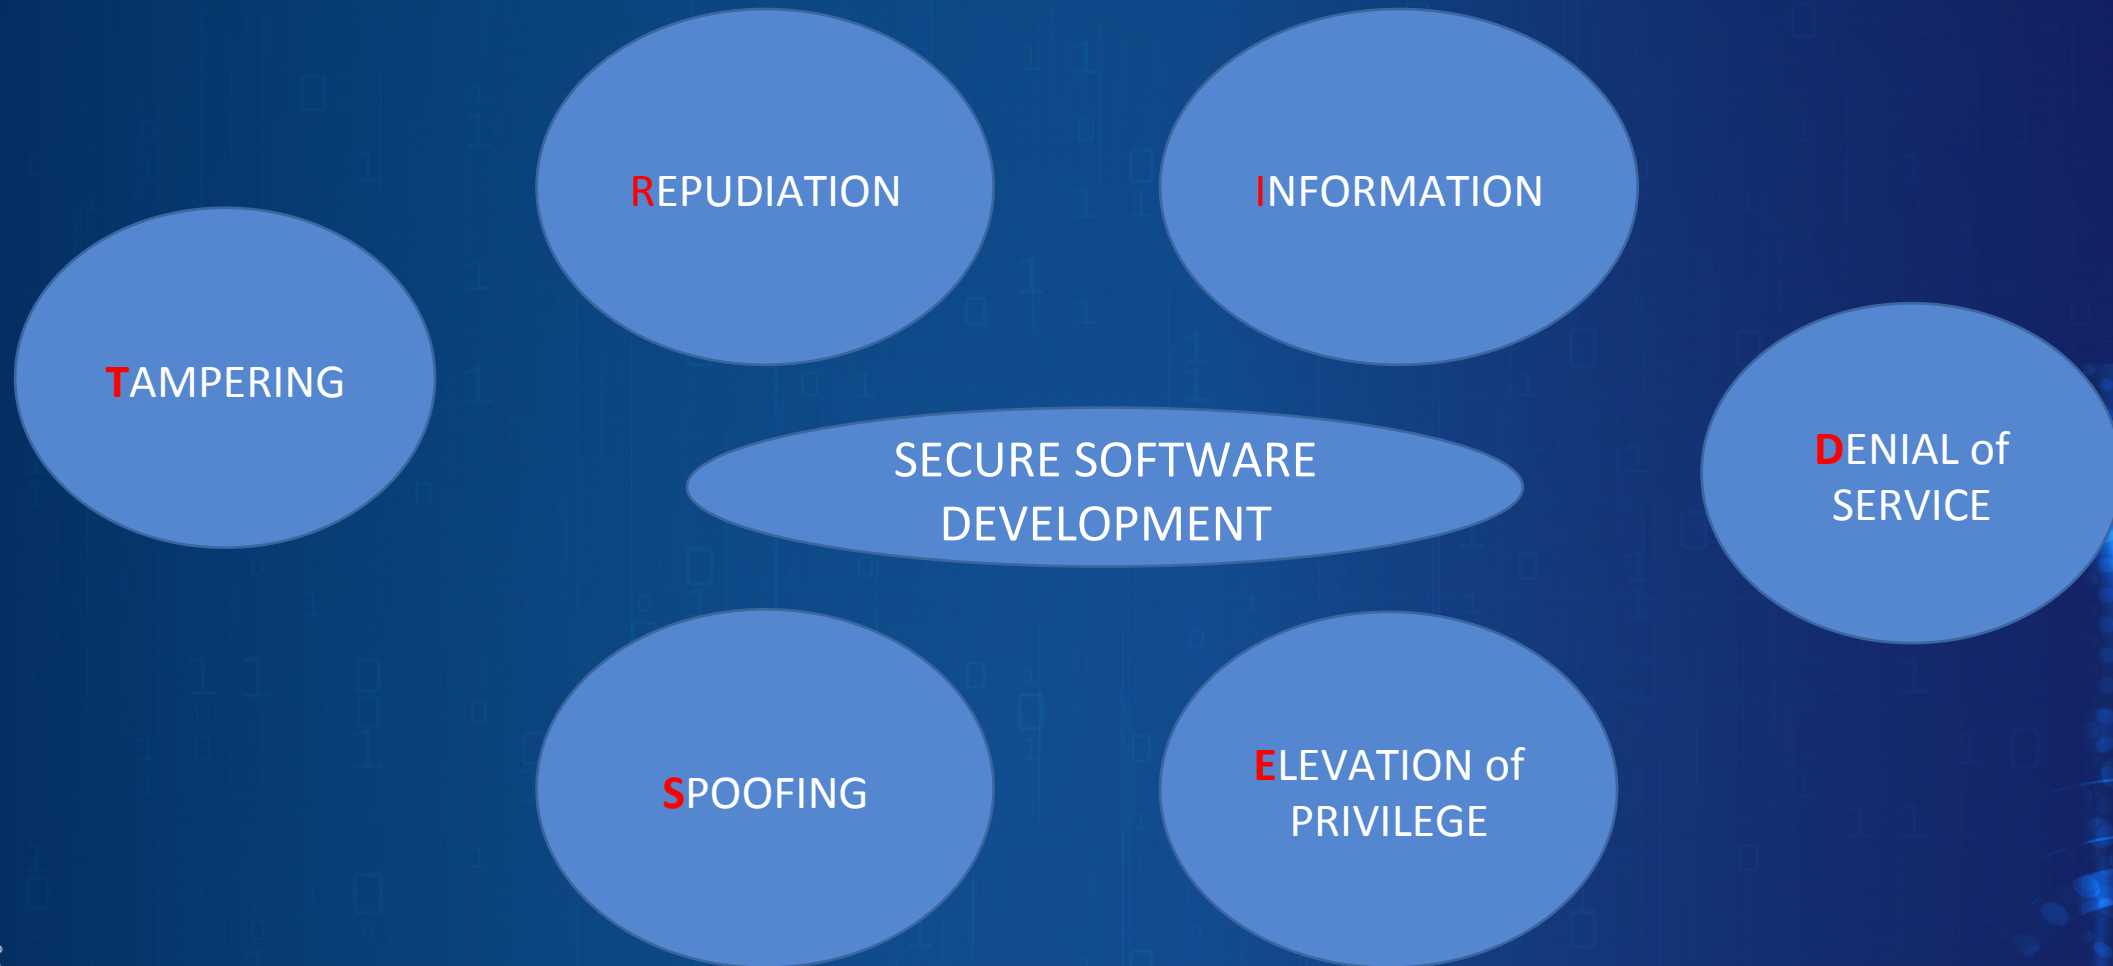 REPUDIATION
INFORMATION
TAMPERING
DENIAL of
SERVICE
SECURE SOFTWARE
DEVELOPMENT
SPOOFING
ELEVATION of
PRIVILEGE